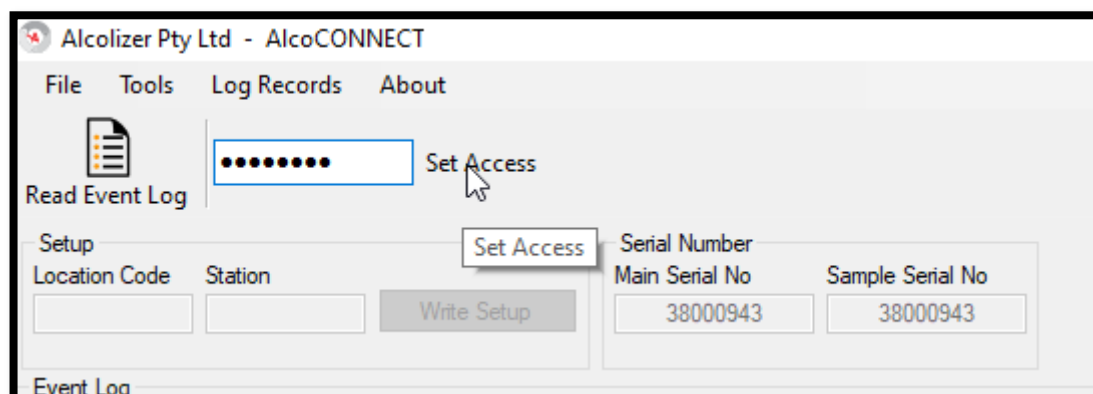 Alcolizer Pty Ltd - AlcoCONNECT
File Tools Log Records About
•••••••• Set Access
Read Event Log
Set Access
Setup
Location Code Station
Write Setup
Serial Number
Main Serial No Sample Serial No
38000943 38000943
Event Log